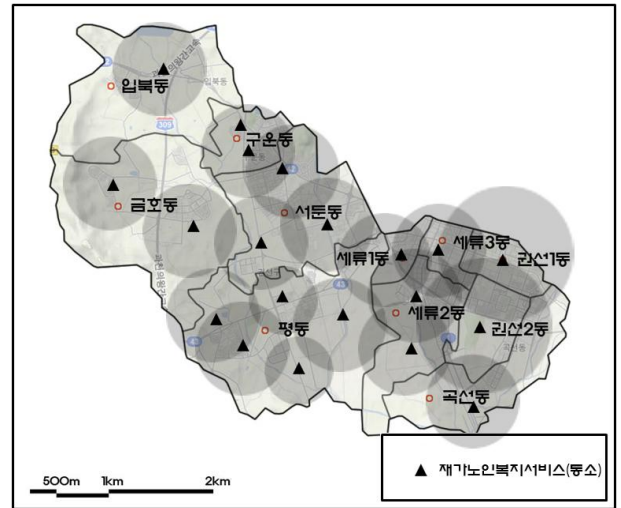 입북동
구운동
금호동
서둔동
세류1동
세류3동
권선1동
세류2동
권선2동
평동
곡선동
재가노인복지서비스(통소)
500m 1km 2km